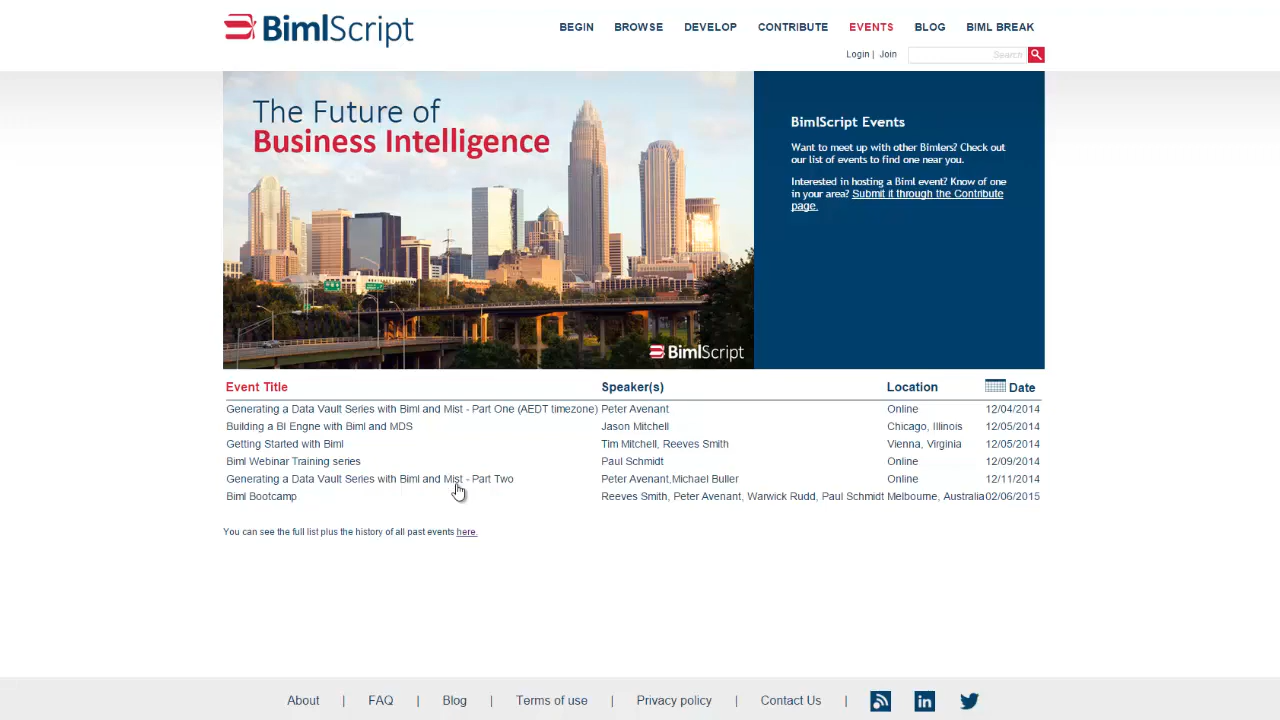 BimlScript
BEGIN BROWSE DEVELOP CONTRIBUTE EVENTS BLOG BIML BREAK
Login | Join Search
The Future of
Business Intelligence
BimlScript
BimlScript Events
Want to meet up with other Bimlers? Check out
our list of events to find one near you.
Interested in hosting a Biml event? Know of one
in your area? Submit it through the Contribute
page.
Event Title Speaker(s) Location Date
Generating a Data Vault Series with Biml and Mist - Part One (AEDT timezone) Peter Avenant Online 12/04/2014
Building a BI Engne with Biml and MDS Jason Mitchell Chicago, Illinois 12/05/2014
Getting Started with Biml Tim Mitchell, Reeves Smith Vienna, Virginia 12/05/2014
Biml Webinar Training series Paul Schmidt Online 12/09/2014
Generating a Data Vault Series with Biml and Mist - Part Two Peter Avenant,Michael Buller Online 12/11/2014
Biml Bootcamp Reeves Smith, Peter Avenant, Warwick Rudd, Paul Schmidt Melbourne, Australia 02/06/2015
You can see the full list plus the history of all past events here.
About | FAQ | Blog | Terms of use | Privacy policy | Contact Us |